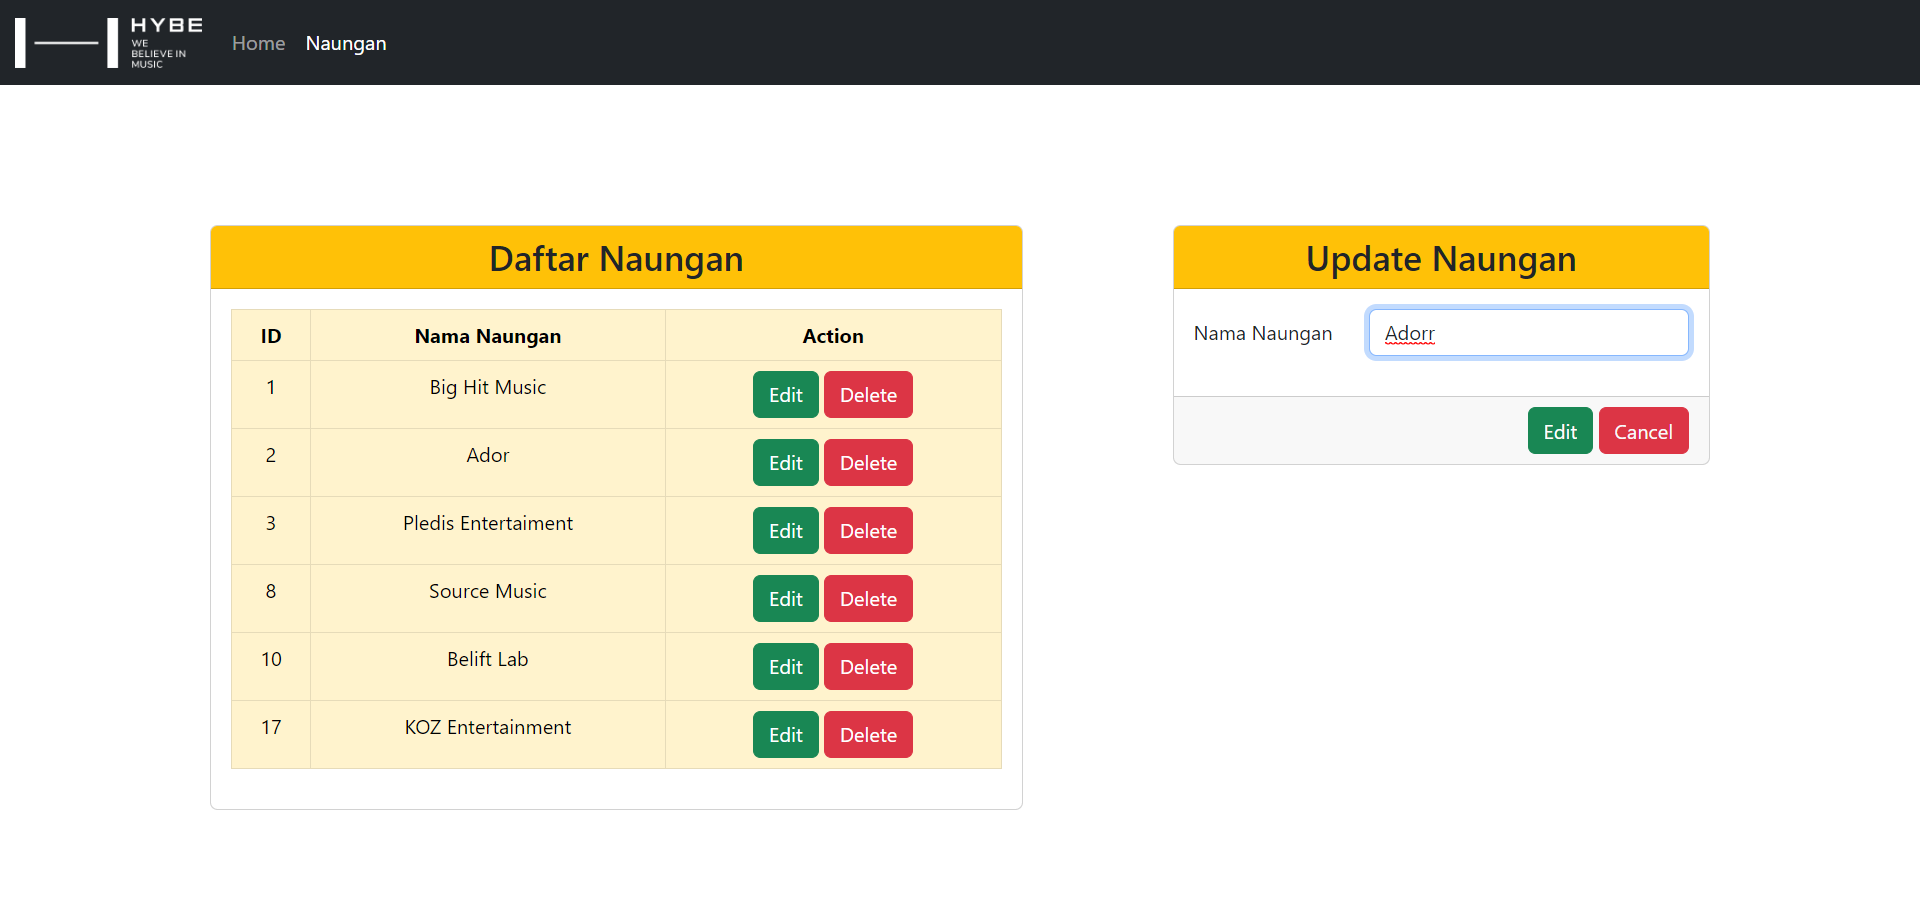 HYBE
WE
BELIEVE IN
MUSIC
Home Naungan
Daftar Naungan
ID Nama Naungan Action
1 Big Hit Music Edit Delete
2 Ador Edit Delete
3 Pledis Entertaiment Edit Delete
8 Source Music Edit Delete
10 Belift Lab Edit Delete
17 KOZ Entertainment Edit Delete
Update Naungan
Nama Naungan Adorr
Edit Cancel